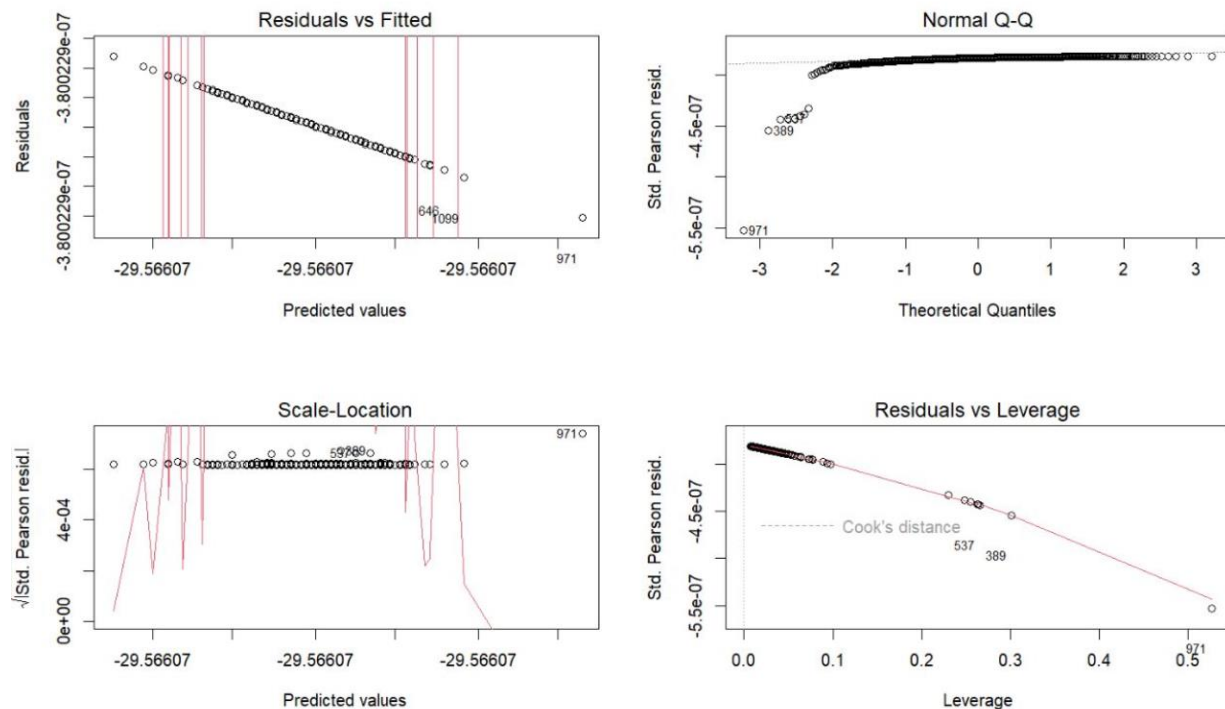 Residuals vs Fitted
Residuals
-3.800229e-07
-3.800229e-07
646
1099
971
-29.56607
-29.56607
-29.56607
Predicted values
Normal Q-Q
Std. Pearson resid.
-4.5e-07
-5.5e-07
389
971
-3
-2
-1
0
1
2
3
Theoretical Quantiles
Scale-Location
√|Std. Pearson resid.|
4e-04
0e+00
971
-29.56607
-29.56607
-29.56607
Predicted values
Residuals vs Leverage
Std. Pearson resid.
-4.5e-07
-5.5e-07
Cook's distance
537
389
971
0.0
0.1
0.2
0.3
0.4
0.5
Leverage